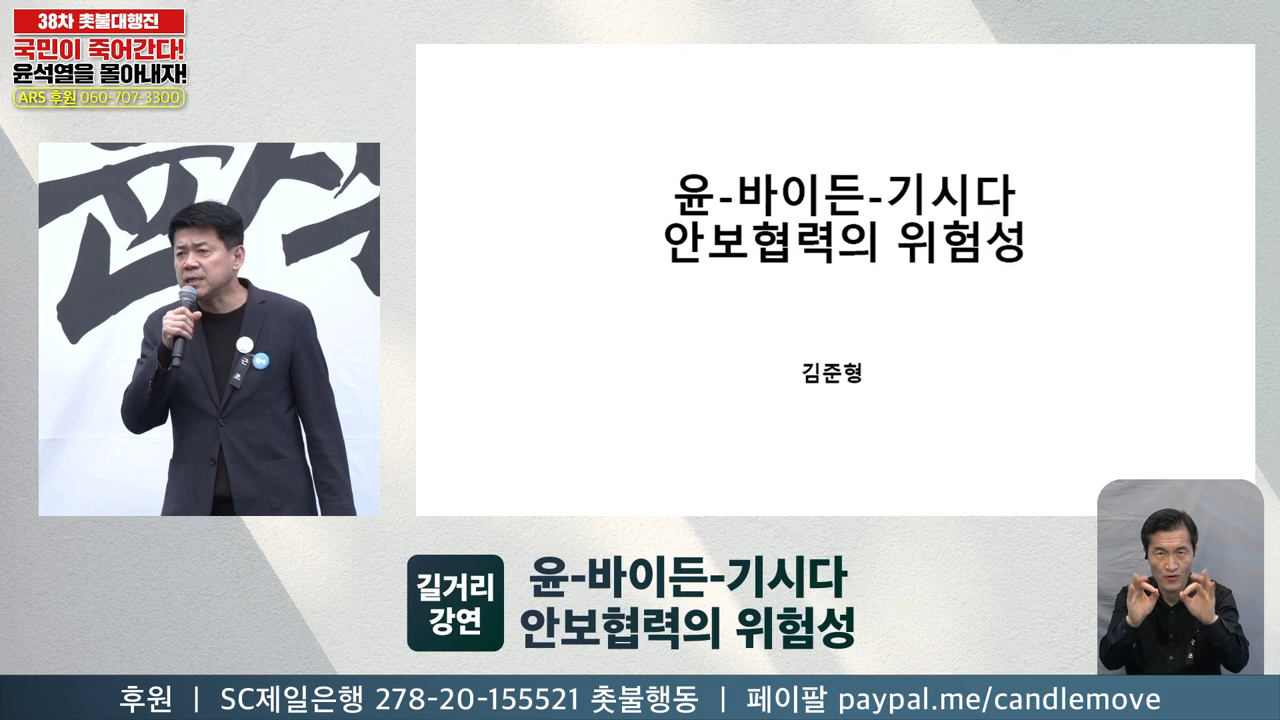 38차 촛불대행진
국민이 죽어간다!
윤석열을 몰아내자!
ARS 후원 060-707-3300
윤-바이든-기시다
안보협력의 위험성
김준형
근조
길거리
강연
윤-바이든-기시다
안보협력의 위험성
근조
후원 | SC제일은행 278-20-155521 촛불행동 | 페이팔 paypal.me/candlemove